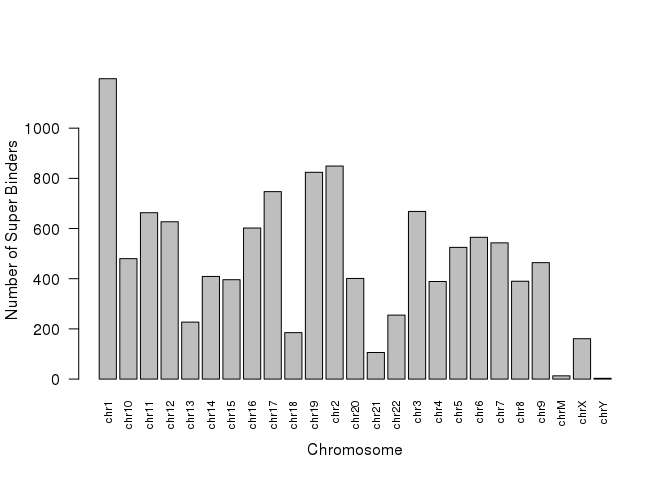 Number of Super Binders
1000
800
600
400
200
0
chr1 chr10 chr11 chr12 chr13 chr14 chr15 chr16 chr17 chr18 chr19 chr2 chr20 chr21 chr22 chr3 chr4 chr5 chr6 chr7 chr8 chr9 chrM chrX chrY
Chromosome